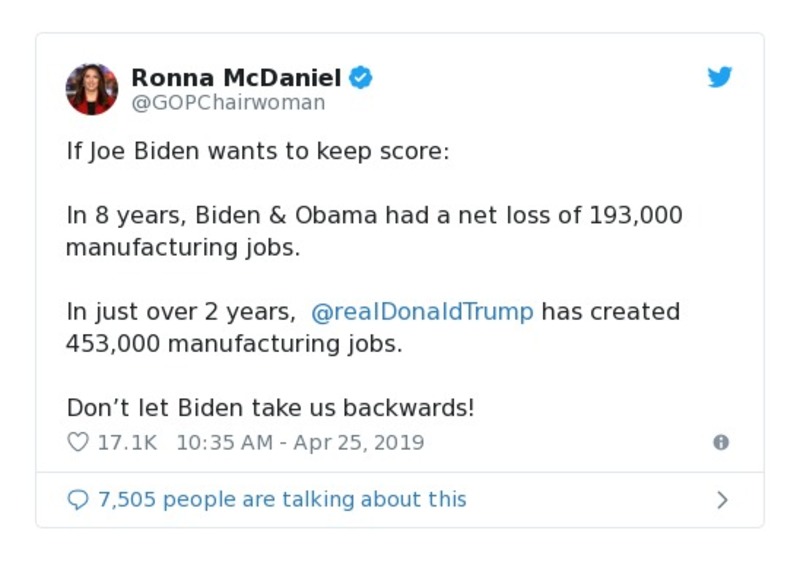 Ronna McDaniel
@GOPChairwoman
If Joe Biden wants to keep score:
In 8 years, Biden & Obama had a net loss of 193,000
manufacturing jobs.
In just over 2 years, @realDonaldTrump has created
453,000 manufacturing jobs.
Don’t let Biden take us backwards!
17.1K 10:35 AM - Apr 25, 2019
7,505 people are talking about this